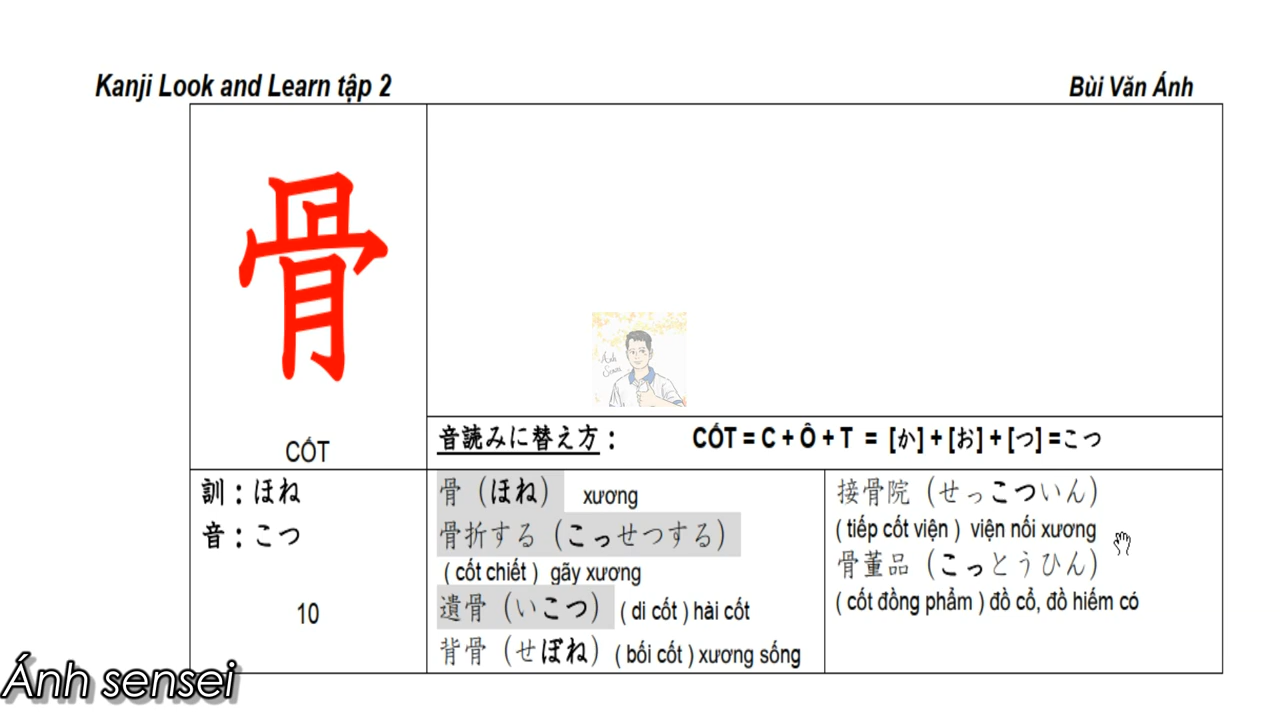 Kanji Look and Learn tập 2
Bùi Văn Ánh
骨
CỐT
音読みに替え方： CỐT = C + Ô + T = [か] + [お] + [つ] =こつ
訓：ほね
音：こつ
10
骨（ほね） xương
骨折する（こっせつする）
( cốt chiết ) gãy xương
遺骨（いこつ） ( di cốt ) hài cốt
背骨（せぼね） ( bối cốt ) xương sống
接骨院（せっこついん）
( tiếp cốt viện ) viện nối xương
骨董品（こっとうひん）
( cốt đồng phẩm ) đồ cổ, đồ hiếm có
Ánh Sensei
Ánh sensei